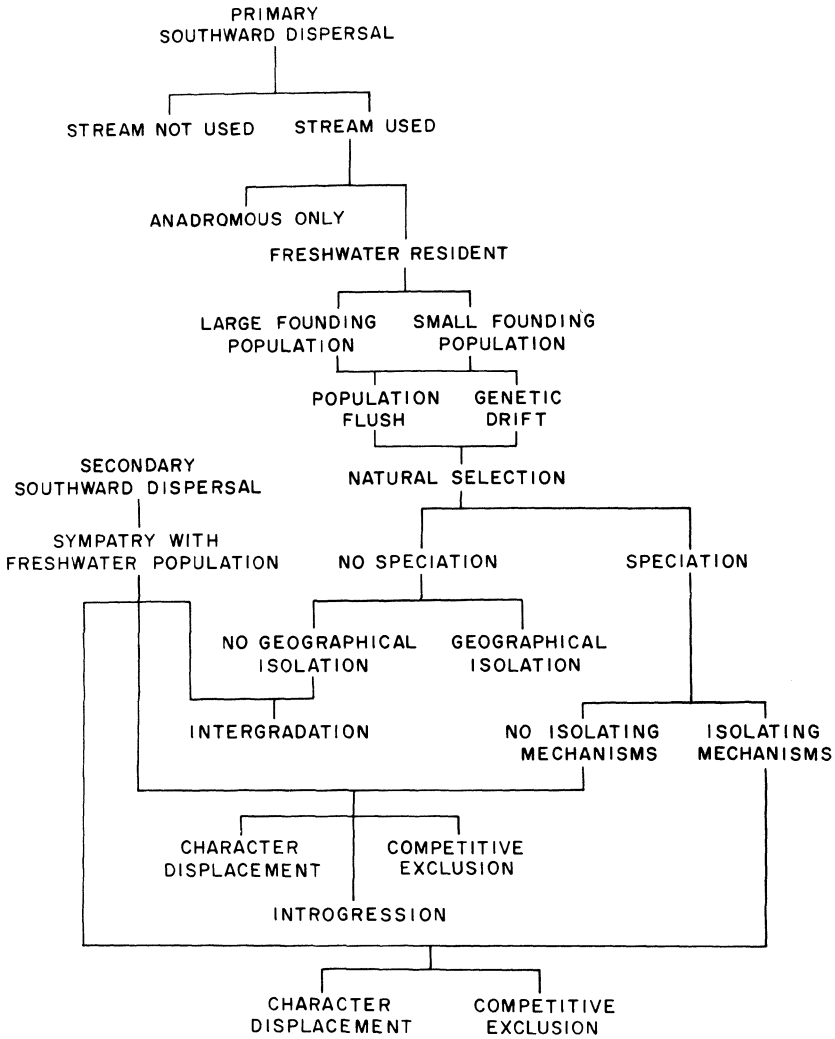 PRIMARY
SOUTHWARD DISPERSAL
STREAM NOT USED
STREAM USED
ANADROMOUS ONLY
FRESHWATER RESIDENT
LARGE FOUNDING
POPULATION
SMALL FOUNDING
POPULATION
POPULATION
FLUSH
GENETIC
DRIFT
SECONDARY
SOUTHWARD DISPERSAL
NATURAL SELECTION
SYMPATRY WITH
FRESHWATER POPULATION
NO SPECIATION
SPECIATION
NO GEOGRAPHICAL
ISOLATION
GEOGRAPHICAL
ISOLATION
INTERGRADATION
NO ISOLATING
MECHANISMS
ISOLATING
MECHANISMS
CHARACTER
DISPLACEMENT
COMPETITIVE
EXCLUSION
INTROGRESSION
CHARACTER
DISPLACEMENT
COMPETITIVE
EXCLUSION